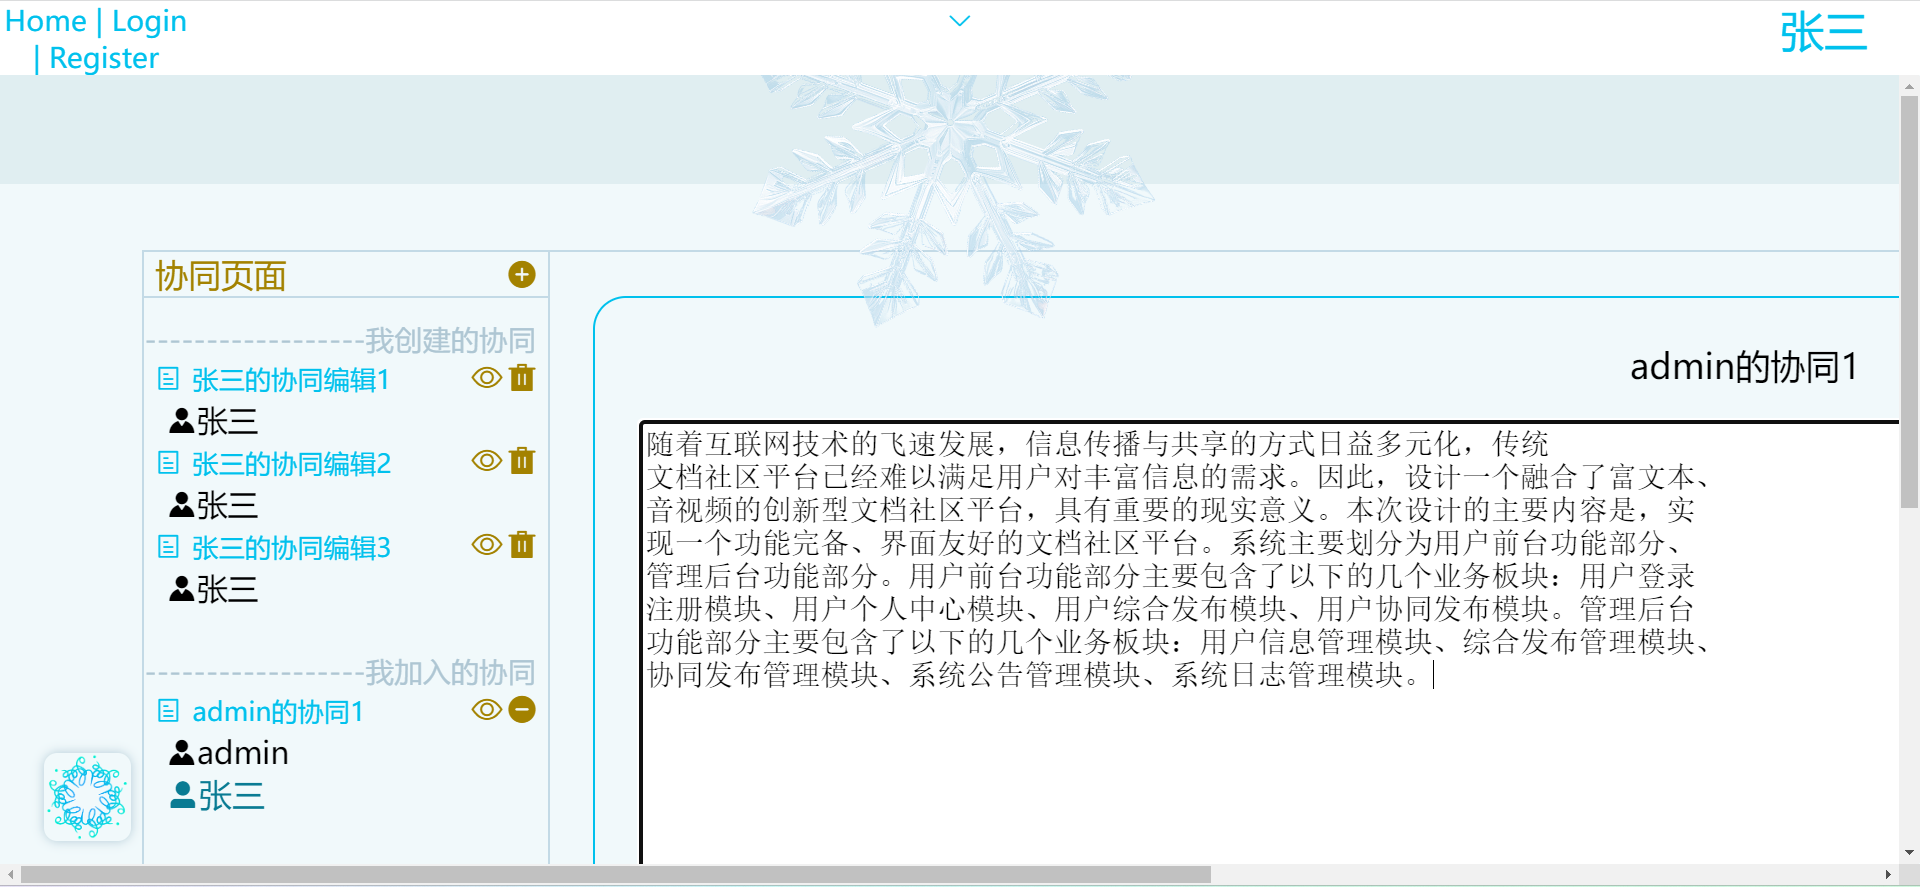 Home | Login
| Register
张三
协同页面
-----------------我创建的协同
张三的协同编辑1
张三
张三的协同编辑2
张三
张三的协同编辑3
张三
-----------------我加入的协同
admin的协同1
admin
张三
admin的协同1
随着互联网技术的飞速发展，信息传播与共享的方式日益多元化，传统
文档社区平台已经难以满足用户对丰富信息的需求。因此，设计一个融合了富文本、
音视频的创新型文档社区平台，具有重要的现实意义。本次设计的主要内容是，实
现一个功能完备、界面友好的文档社区平台。系统主要划分为用户前台功能部分、
管理后台功能部分。用户前台功能部分主要包含了以下的几个业务板块：用户登录
注册模块、用户个人中心模块、用户综合发布模块、用户协同发布模块。管理后台
功能部分主要包含了以下的几个业务板块：用户信息管理模块、综合发布管理模块、
协同发布管理模块、系统公告管理模块、系统日志管理模块。